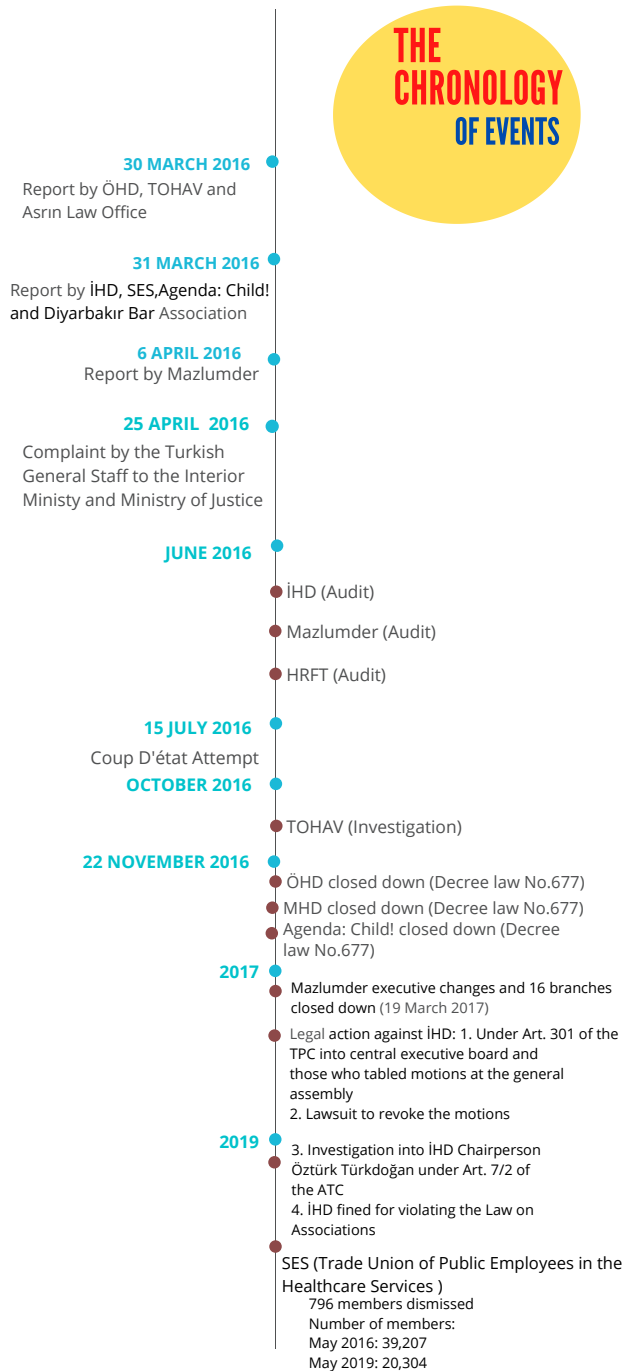 THE
CHRONOLOGY
OF EVENTS
30 MARCH 2016
Report by ÖHD, TOHAV and
Asrın Law Office
31 MARCH 2016
Report by İHD, SES,Agenda: Child!
and Diyarbakır Bar Association
6 APRIL 2016
Report by Mazlumder
25 APRIL 2016
Complaint by the Turkish
General Staff to the Interior
Ministy and Ministry of Justice
JUNE 2016
İHD (Audit)
Mazlumder (Audit)
HRFT (Audit)
15 JULY 2016
Coup D'état Attempt
OCTOBER 2016
TOHAV (Investigation)
22 NOVEMBER 2016
ÖHD closed down (Decree law No.677)
MHD closed down (Decree law No.677)
Agenda: Child! closed down (Decree
law No.677)
2017
Mazlumder executive changes and 16 branches
closed down (19 March 2017)
Legal action against İHD: 1. Under Art. 301 of the
TPC into central executive board and
those who tabled motions at the general
assembly
2. Lawsuit to revoke the motions
2019
3. Investigation into İHD Chairperson
Öztürk Türkdoğan under Art. 7/2 of
the ATC
4. İHD fined for violating the Law on
Associations
SES (Trade Union of Public Employees in the
Healthcare Services )
796 members dismissed
Number of members:
May 2016: 39,207
May 2019: 20,304